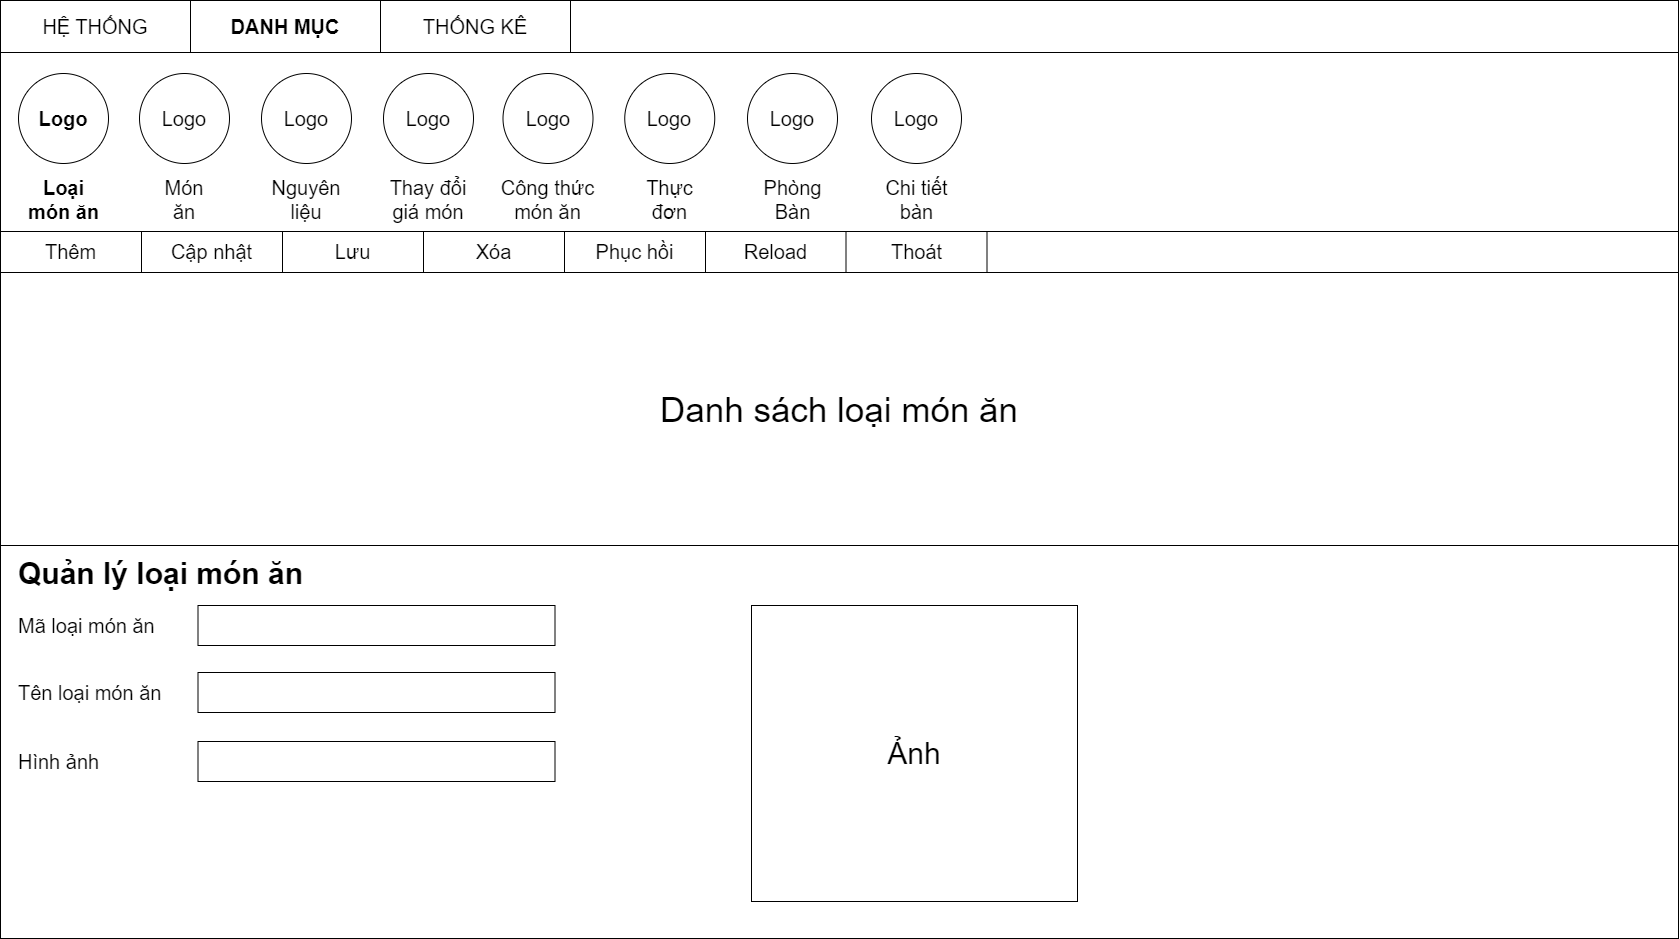 HỆ THỐNG
DANH MỤC
THỐNG KÊ
Logo
Logo
Logo
Logo
Logo
Logo
Logo
Logo
Loại
món ăn
Món
ăn
Nguyên
liệu
Thay đổi
giá món
Công thức
món ăn
Thực
đơn
Phòng
Bàn
Chi tiết
bàn
Thêm
Cập nhật
Lưu
Xóa
Phục hồi
Reload
Thoát
Danh sách loại món ăn
Quản lý loại món ăn
Mã loại món ăn
Tên loại món ăn
Hình ảnh
Ảnh